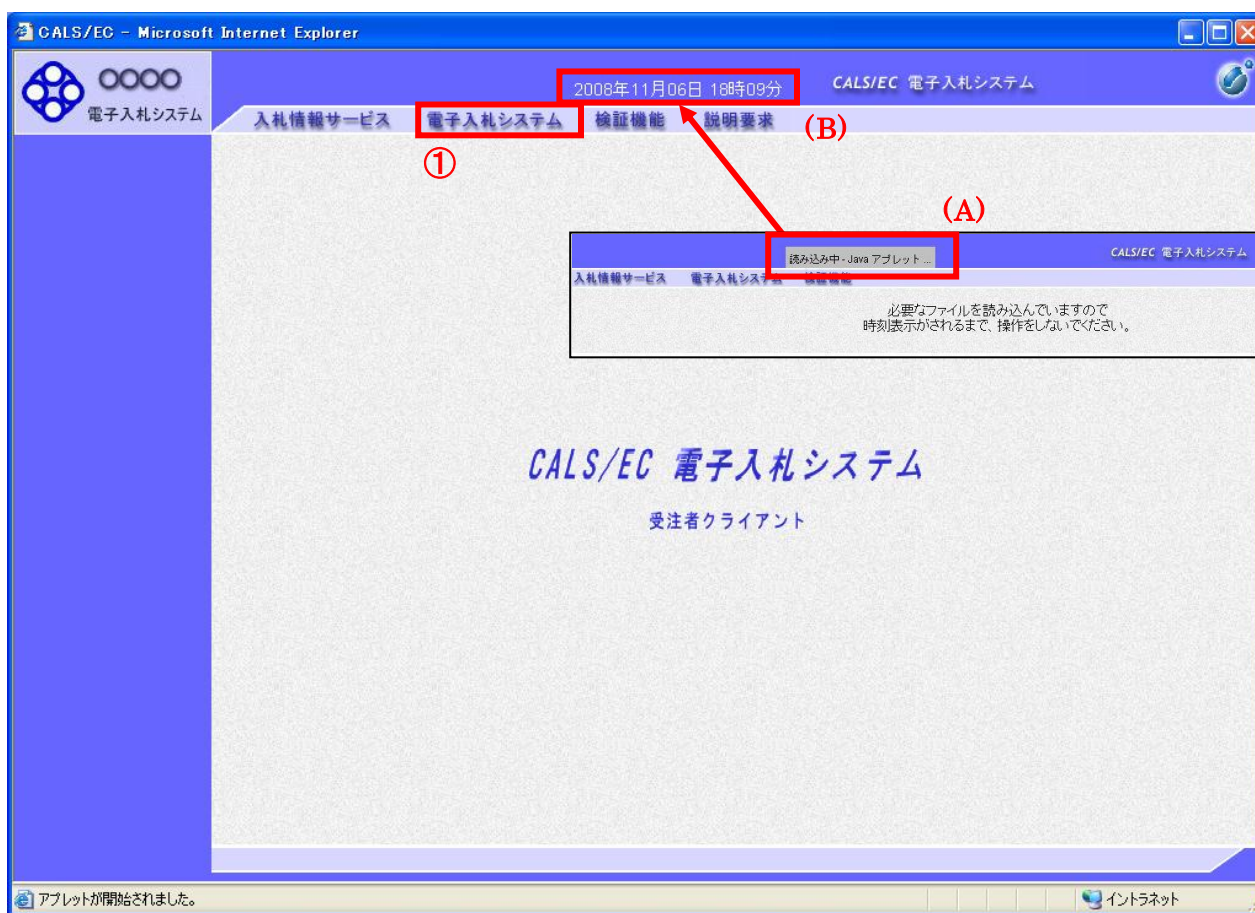 CALS/EC - Microsoft Internet Explorer
○○○○
電子入札システム
2008年11月06日 18時09分
CALS/EC 電子入札システム
入札情報サービス 電子入札システム 検証機能 説明要求
(B)
①
(A)
読み込み中 - Java アプレット ...
CALS/EC 電子入札システム
入札情報サービス 電子入札システム 検証機能
必要なファイルを読み込んでいますので
時刻表示がされるまで、操作をしないでください。
CALS/EC 電子入札システム
受注者クライアント
アプレットが開始されました。
イントラネット